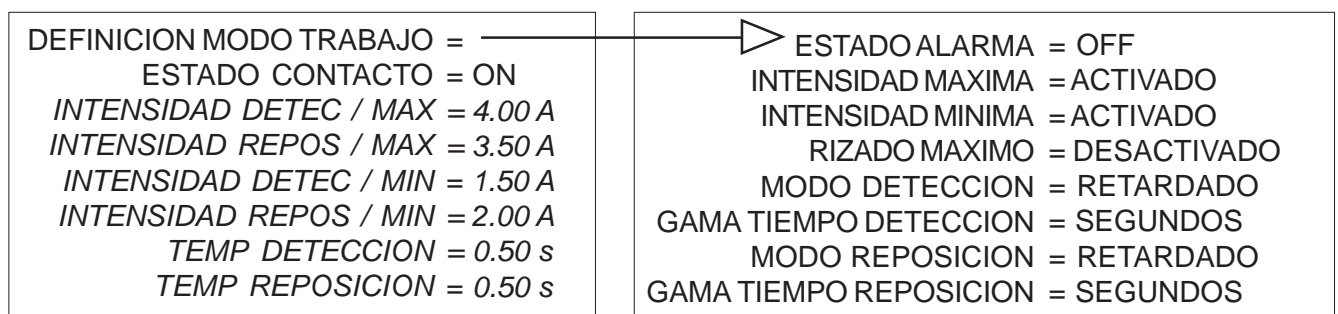 DEFINICION MODO TRABAJO =
ESTADO CONTACTO = ON
INTENSIDAD DETEC / MAX = 4.00 A
INTENSIDAD REPOS / MAX = 3.50 A
INTENSIDAD DETEC / MIN = 1.50 A
INTENSIDAD REPOS / MIN = 2.00 A
TEMP DETECCION = 0.50 s
TEMP REPOSICION = 0.50 s
ESTADO ALARMA = OFF
INTENSIDAD MAXIMA = ACTIVADO
INTENSIDAD MINIMA = ACTIVADO
RIZADO MAXIMO = DESACTIVADO
MODO DETECCION = RETARDADO
GAMA TIEMPO DETECCION = SEGUNDOS
MODO REPOSICION = RETARDADO
GAMA TIEMPO REPOSICION = SEGUNDOS